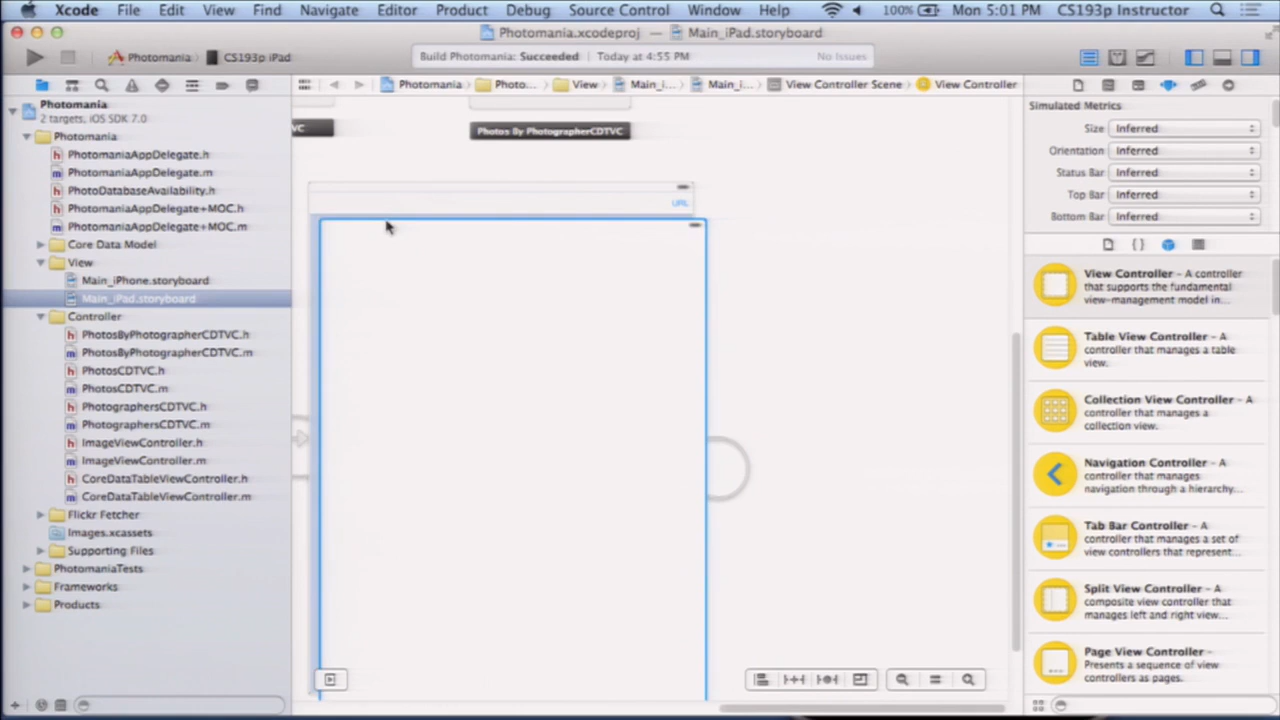 Xcode File Edit View Find Navigate Editor Product Debug Source Control Window Help 100% Mon 5:01 PM CS193p Instructor
Photomania.xcodeproj — Main_iPad.storyboard
Photomania CS193p iPad Build Photomania: Succeeded Today at 4:55 PM No Issues
Photomania Photo... View Main_i... Main_i... View Controller Scene View Controller
Photomania
2 targets, iOS SDK 7.0
Photomania
PhotomaniaAppDelegate.h
PhotomaniaAppDelegate.m
PhotoDatabaseAvailability.h
PhotomaniaAppDelegate+MOC.h
PhotomaniaAppDelegate+MOC.m
Core Data Model
View
Main_iPhone.storyboard
Main_iPad.storyboard
Controller
PhotosByPhotographerCDTVC.h
PhotosByPhotographerCDTVC.m
PhotosCDTVC.h
PhotosCDTVC.m
PhotographersCDTVC.h
PhotographersCDTVC.m
ImageViewController.h
ImageViewController.m
CoreDataTableViewController.h
CoreDataTableViewController.m
Flickr Fetcher
Images.xcassets
Supporting Files
PhotomaniaTests
Frameworks
Products
VC
Photos By PhotographerCDTVC
URL
Simulated Metrics
Size Inferred
Orientation Inferred
Status Bar Inferred
Top Bar Inferred
Bottom Bar Inferred
View Controller - A controller
that supports the fundamental
view-management model in...
Table View Controller - A
controller that manages a table
view.
Collection View Controller - A
controller that manages a
collection view.
Navigation Controller - A
controller that manages
navigation through a hierarchy...
Tab Bar Controller - A
controller that manages a set of
view controllers that represent...
Split View Controller - A
composite view controller that
manages left and right view...
Page View Controller -
Presents a sequence of view
controllers as pages.